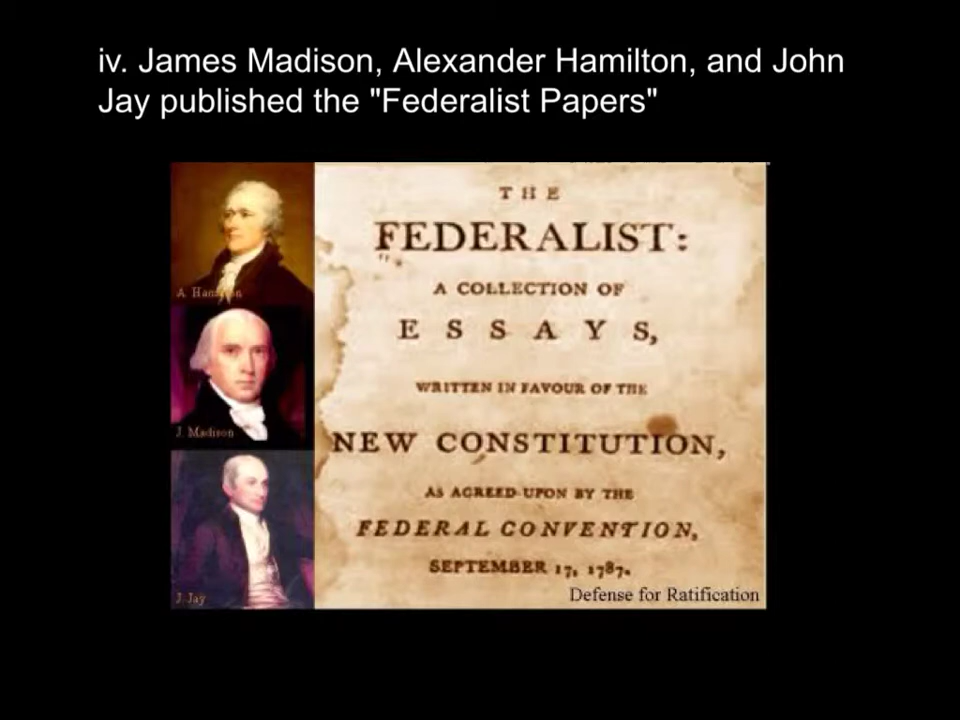 iv. James Madison, Alexander Hamilton, and John
Jay published the "Federalist Papers"
THE
FEDERALIST:
A COLLECTION OF
ESSAYS,
WRITTEN IN FAVOUR OF THE
NEW CONSTITUTION,
AS AGREED UPON BY THE
FEDERAL CONVENTION,
SEPTEMBER 17, 1787.
Defense for Ratification
A. Hamilton
J. Madison
J. Jay